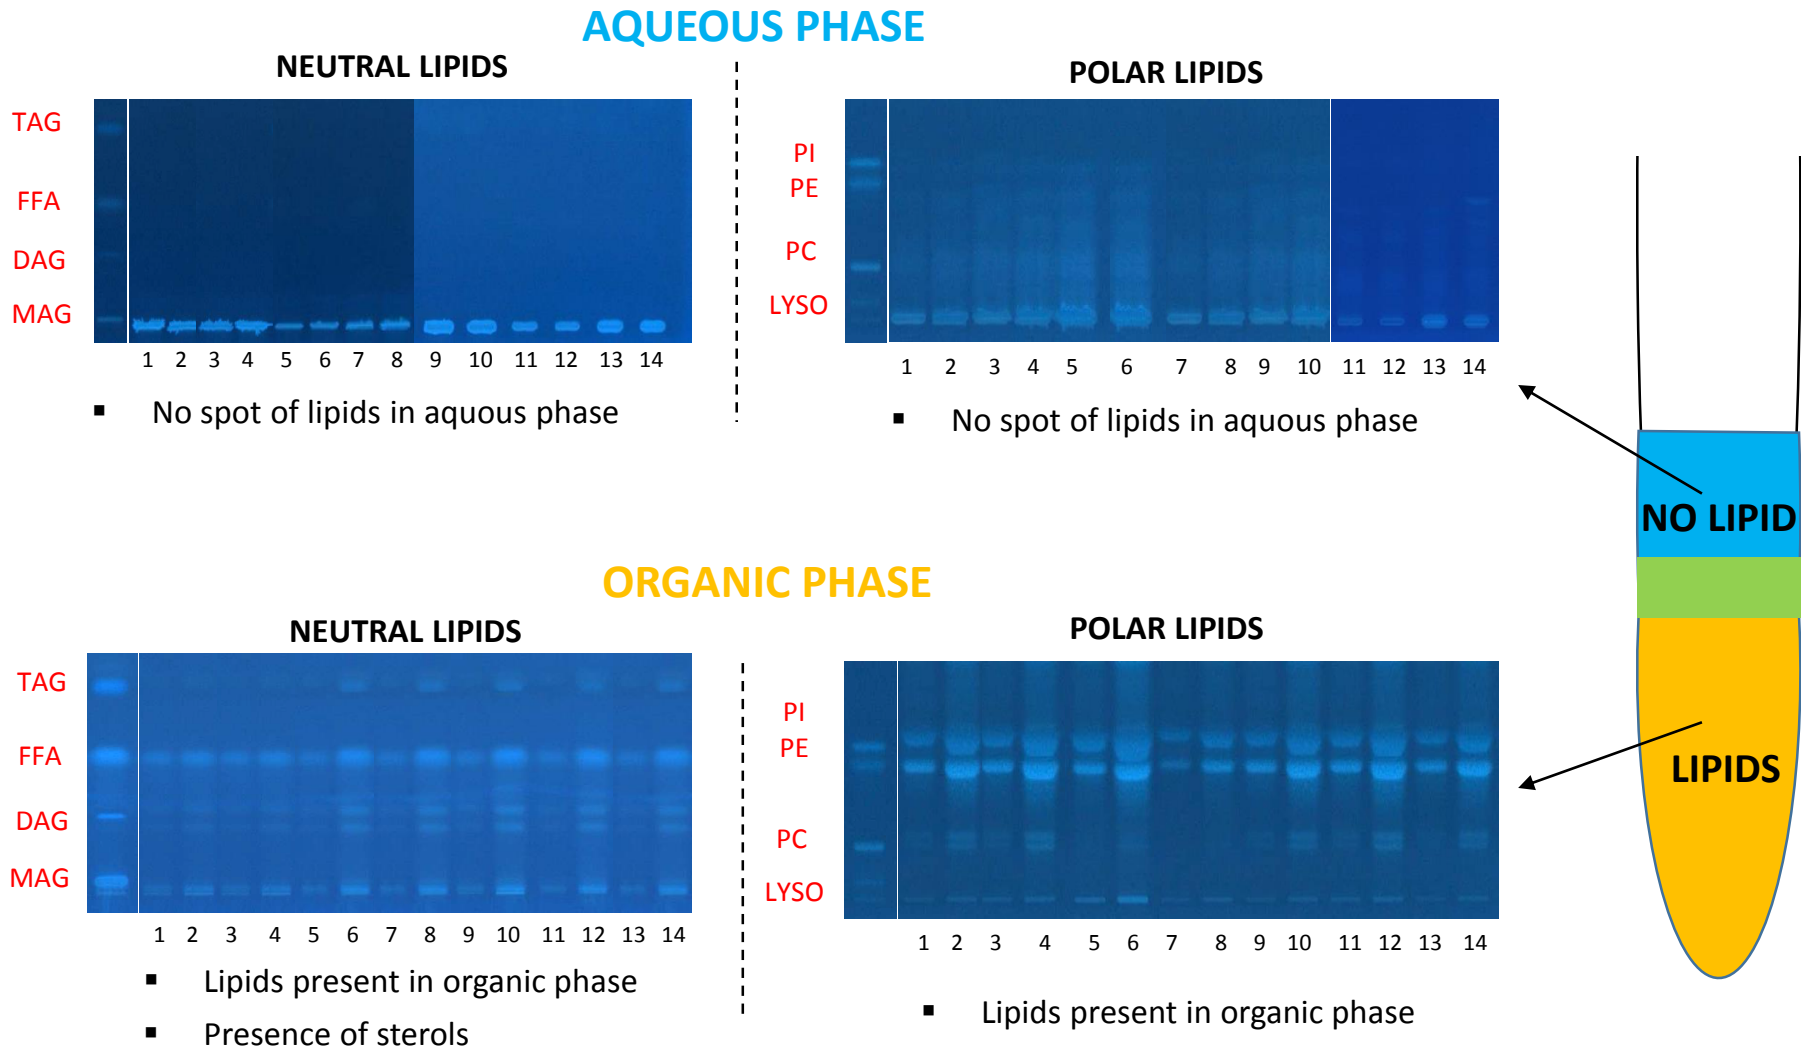 AQUEOUS PHASE
NEUTRAL LIPIDS
TAG
FFA
DAG
MAG
1 2 3 4 5 6 7 8 9 10 11 12 13 14
▪ No spot of lipids in aquous phase
POLAR LIPIDS
PI
PE
PC
LYSO
1 2 3 4 5 6 7 8 9 10 11 12 13 14
▪ No spot of lipids in aquous phase
NO LIPID
LIPIDS
ORGANIC PHASE
NEUTRAL LIPIDS
TAG
FFA
DAG
MAG
1 2 3 4 5 6 7 8 9 10 11 12 13 14
▪ Lipids present in organic phase
▪ Presence of sterols
POLAR LIPIDS
PI
PE
PC
LYSO
1 2 3 4 5 6 7 8 9 10 11 12 13 14
▪ Lipids present in organic phase